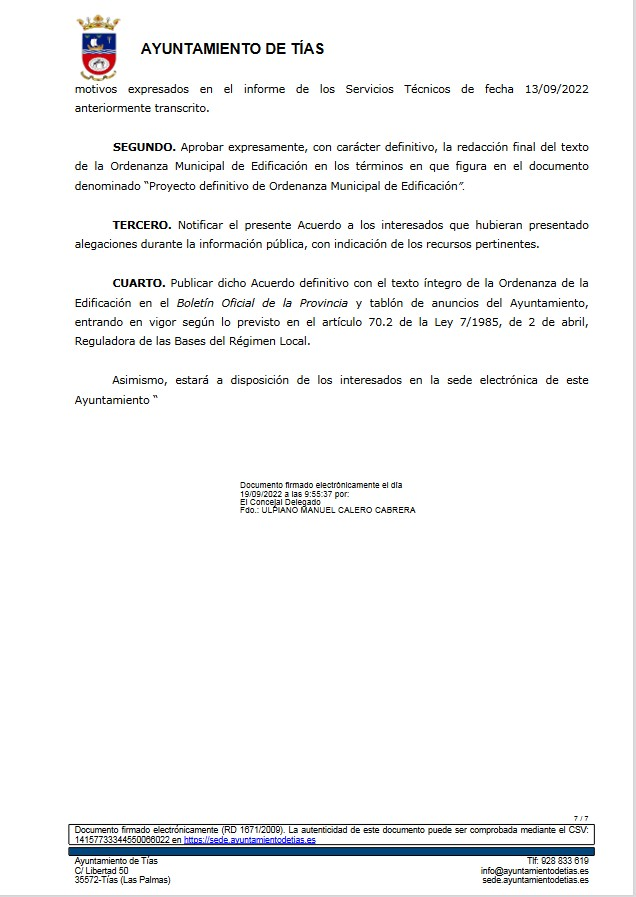 AYUNTAMIENTO DE TÍAS
motivos expresados en el informe de los Servicios Técnicos de fecha 13/09/2022
anteriormente transcrito.
SEGUNDO. Aprobar expresamente, con carácter definitivo, la redacción final del texto
de la Ordenanza Municipal de Edificación en los términos en que figura en el documento
denominado “Proyecto definitivo de Ordenanza Municipal de Edificación”.
TERCERO. Notificar el presente Acuerdo a los interesados que hubieran presentado
alegaciones durante la información pública, con indicación de los recursos pertinentes.
CUARTO. Publicar dicho Acuerdo definitivo con el texto íntegro de la Ordenanza de la
Edificación en el Boletín Oficial de la Provincia y tablón de anuncios del Ayuntamiento,
entrando en vigor según lo previsto en el artículo 70.2 de la Ley 7/1985, de 2 de abril,
Reguladora de las Bases del Régimen Local.
Asimismo, estará a disposición de los interesados en la sede electrónica de este
Ayuntamiento “
Documento firmado electrónicamente el día
19/09/2022 a las 9:55:37 por:
El Concejal Delegado
Fdo.: ULPIANO MANUEL CALERO CABRERA
7 / 7
Documento firmado electrónicamente (RD 1671/2009). La autenticidad de este documento puede ser comprobada mediante el CSV:
14157733344550066022 en https://sede.ayuntamientodetias.es
Ayuntamiento de Tías
Tlf: 928 833 619
C/ Libertad 50
info@ayuntamientodetias.es
35572-Tías (Las Palmas)
sede.ayuntamientodetias.es